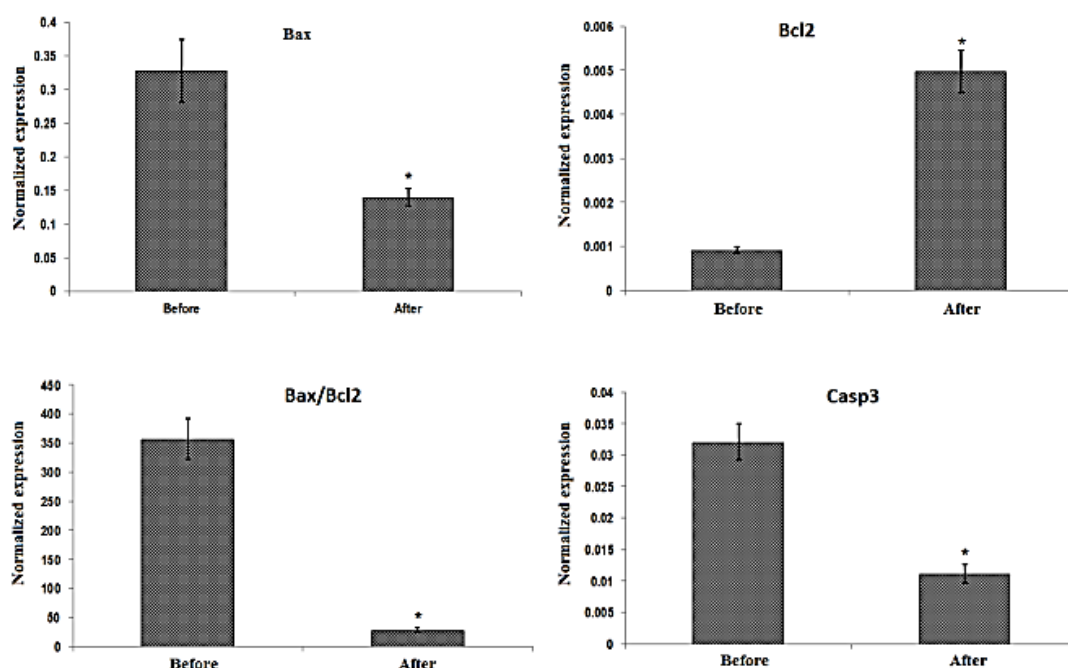 Bax
Normalized expression
0.4
0.35
0.3
0.25
0.2
0.15
0.1
0.05
0
*
Before
After
Bcl2
Normalized expression
0.006
0.005
0.004
0.003
0.002
0.001
0
*
Before
After
Bax/Bcl2
Normalized expression
450
400
350
300
250
200
150
100
50
0
*
Before
After
Casp3
Normalized expression
0.04
0.035
0.03
0.025
0.02
0.015
0.01
0.005
0
*
Before
After